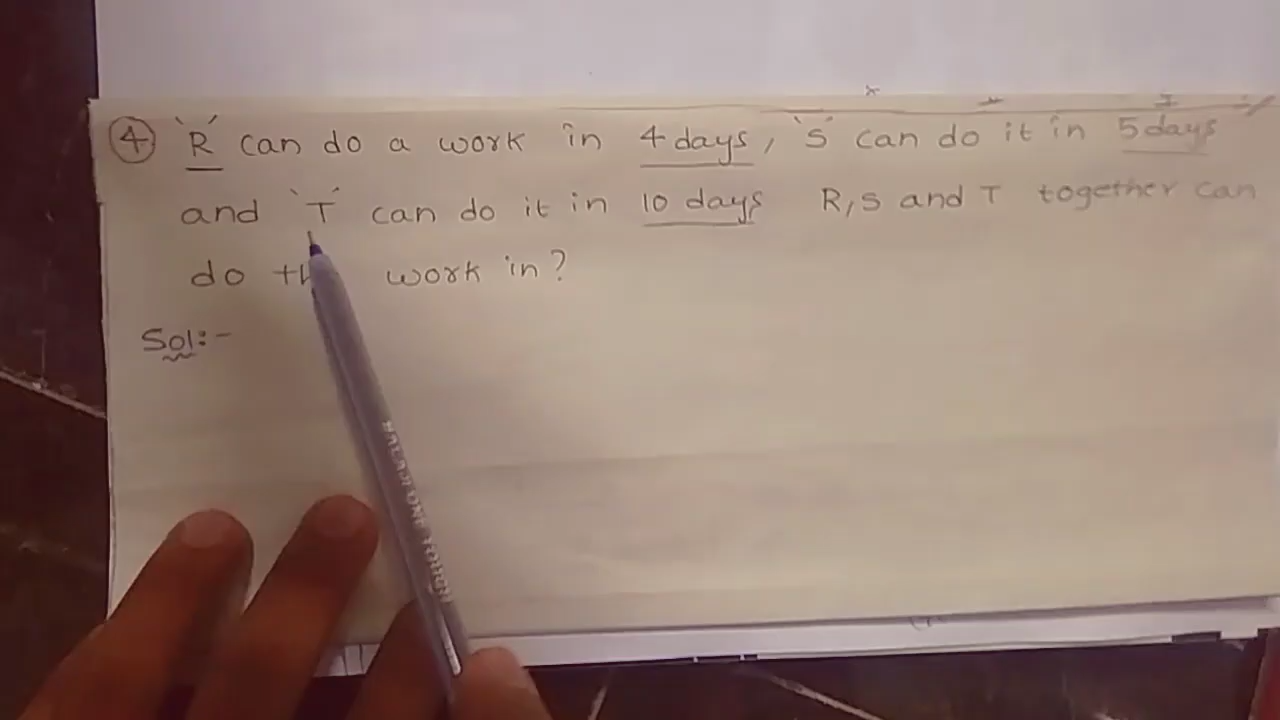 ④ 'R' can do a work in 4 days, 'S' can do it in 5 days
and 'T' can do it in 10 days R, S and T together can
do work in?
Sol:-